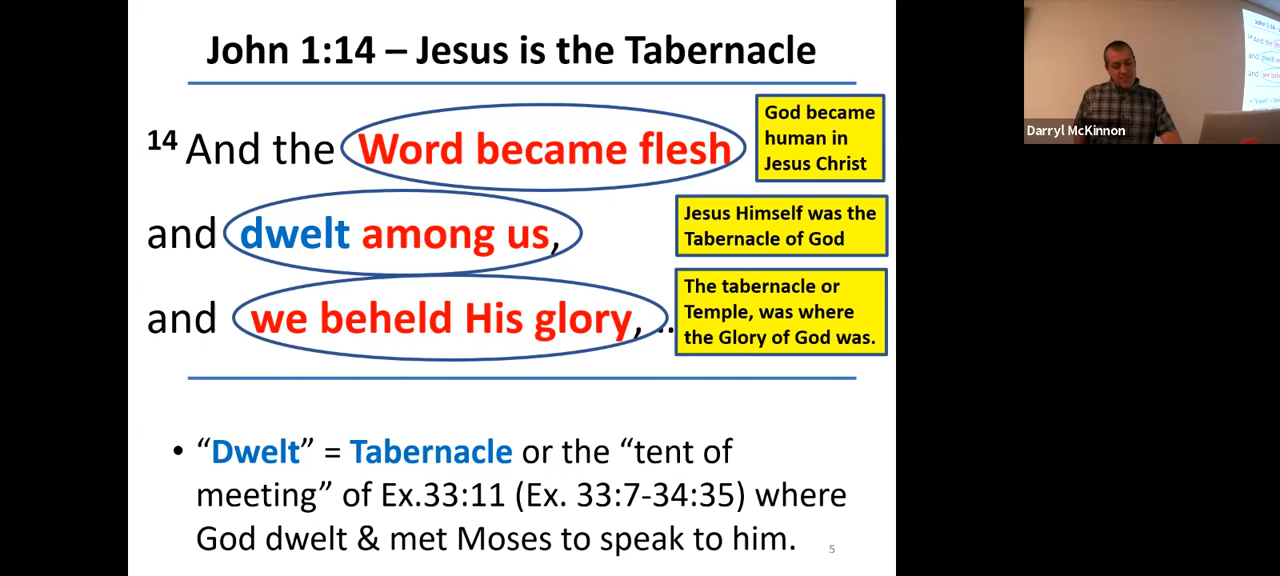 John 1:14 – Jesus is the Tabernacle
14 And the Word became flesh
God became
human in
Jesus Christ
and dwelt among us,
Jesus Himself was the
Tabernacle of God
and we beheld His glory, ..
The tabernacle or
Temple, was where
the Glory of God was.
• “Dwelt” = Tabernacle or the “tent of
meeting” of Ex.33:11 (Ex. 33:7-34:35) where
God dwelt & met Moses to speak to him.
5
Darryl McKinnon